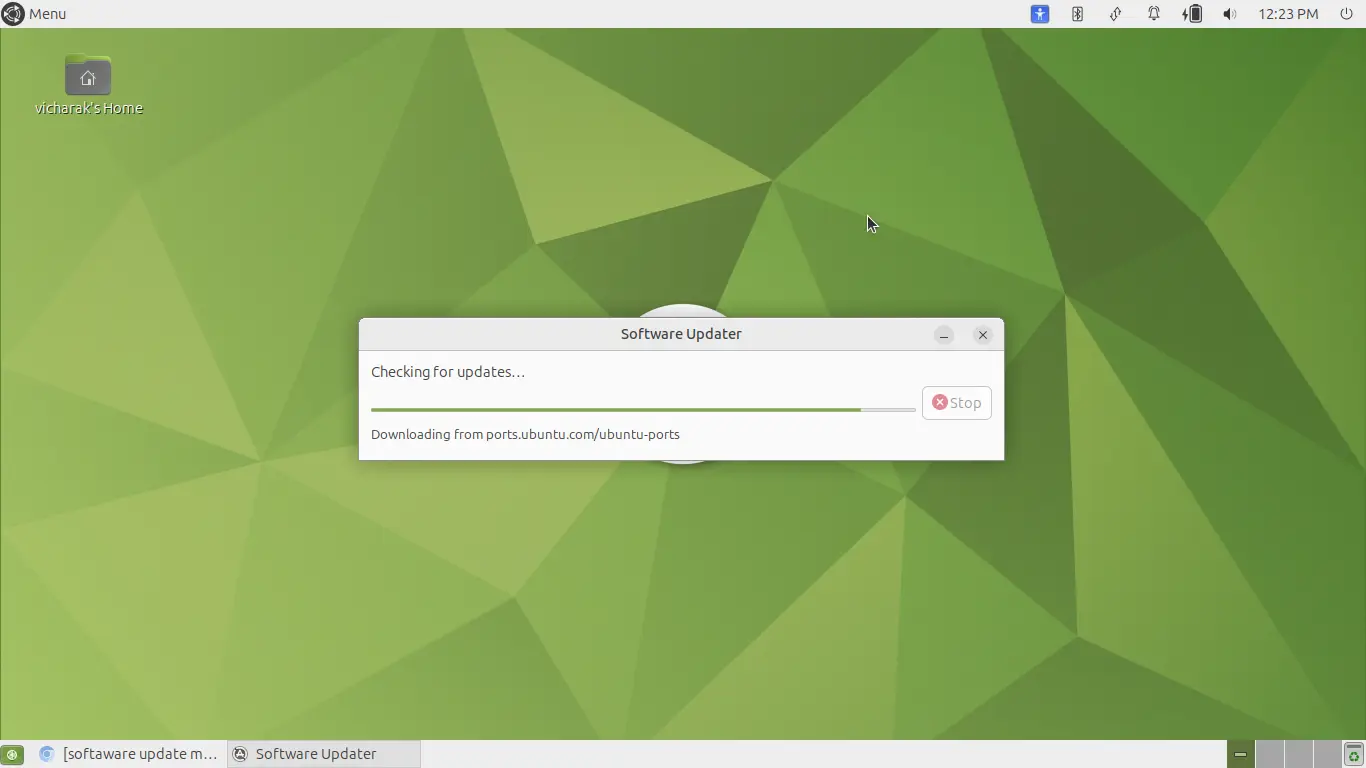 Menu
12:23 PM
vicharak's Home
Software Updater
Checking for updates...
Stop
Downloading from ports.ubuntu.com/ubuntu-ports
[softaware update m...
Software Updater